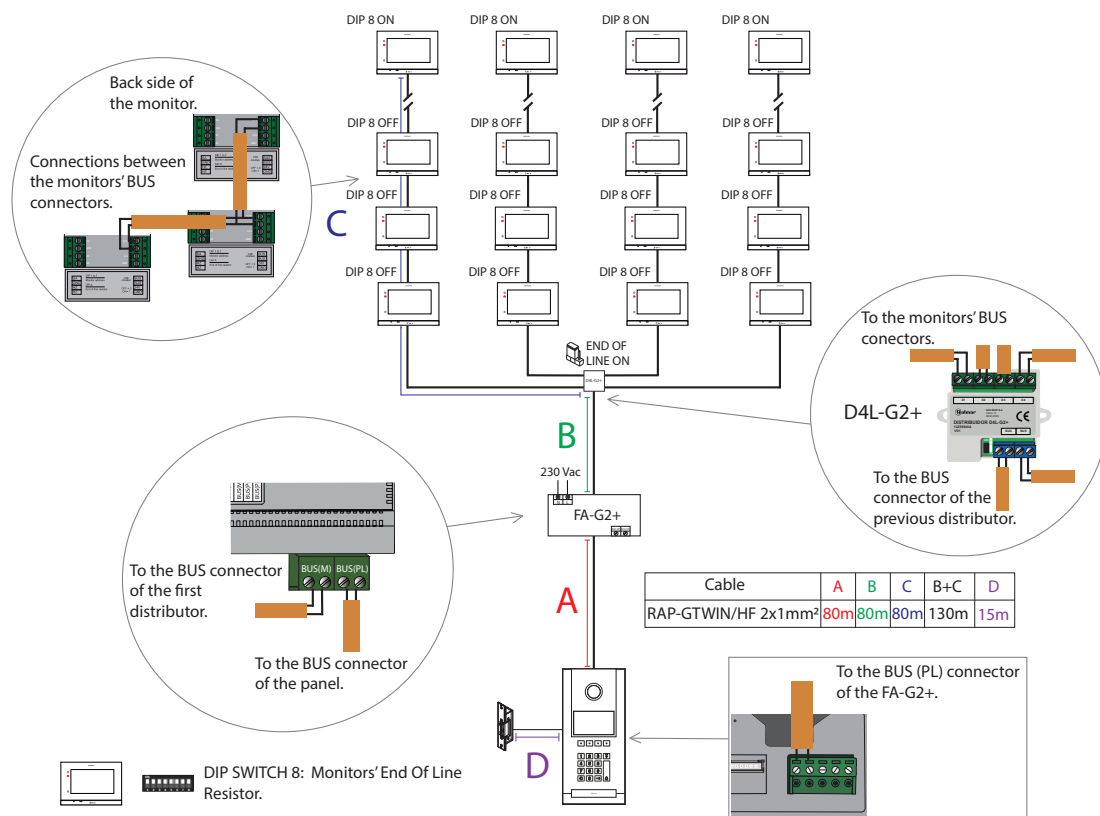 DIP 8 ON
DIP 8 ON
DIP 8 ON
DIP 8 ON
Back side of
the monitor.
Connections between
the monitors' BUS
connectors.
DIP 8 OFF
DIP 8 OFF
DIP 8 OFF
DIP 8 OFF
DIP 8 OFF
DIP 8 OFF
DIP 8 OFF
DIP 8 OFF
C
DIP 8 OFF
DIP 8 OFF
DIP 8 OFF
DIP 8 OFF
END OF
LINE ON
D4L-G2+
To the monitors' BUS
conectors.
D4L-G2+
DISTRIBUIDOR D4L-G2+
CE
To the BUS
connector of the
previous distributor.
B
230 Vac
FA-G2+
BUS(M)
BUS(PL)
To the BUS connector
of the first
distributor.
To the BUS connector
of the panel.
A
Cable A B C B+C D
RAP-GTWIN/HF 2x1mm² 80m 80m 80m 130m 15m
To the BUS (PL) connector
of the FA-G2+.
D
DIP SWITCH 8: Monitors' End Of Line
Resistor.